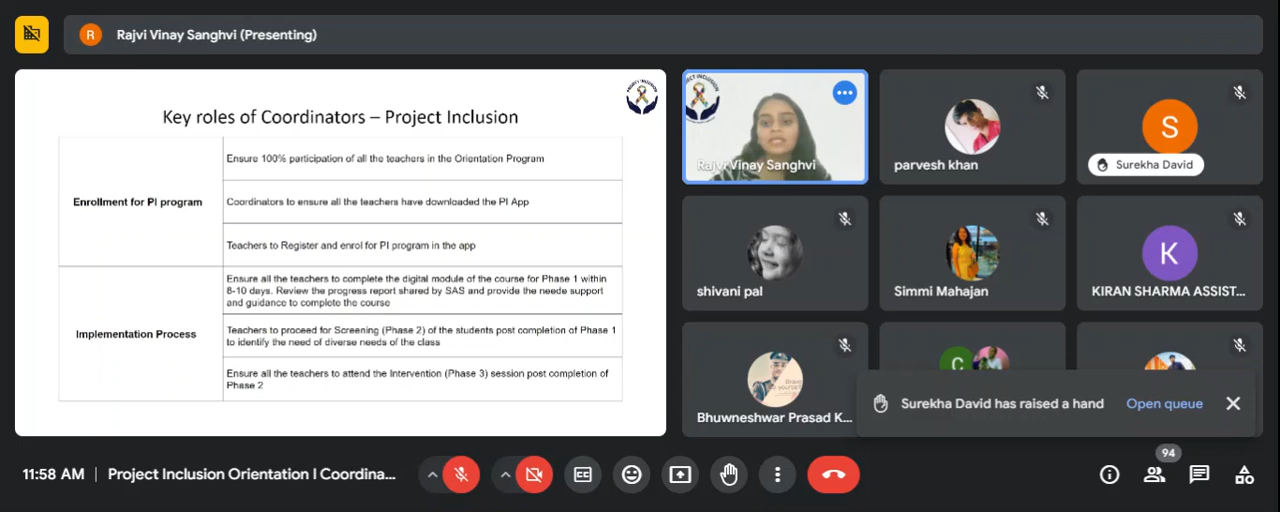 R Rajvi Vinay Sanghvi (Presenting)
Key roles of Coordinators – Project Inclusion
Enrollment for PI program
Ensure 100% participation of all the teachers in the Orientation Program
Coordinators to ensure all the teachers have downloaded the PI App
Teachers to Register and enrol for PI program in the app
Implementation Process
Ensure all the teachers to complete the digital module of the course for Phase 1 within
8-10 days. Review the progress report shared by SAS and provide the neede support
and guidance to complete the course
Teachers to proceed for Screening (Phase 2) of the students post completion of Phase 1
to identify the need of diverse needs of the class
Ensure all the teachers to attend the Intervention (Phase 3) session post completion of
Phase 2
Rajvi Vinay Sanghvi
parvesh khan
S
Surekha David
shivani pal
Simmi Mahajan
K
KIRAN SHARMA ASSIST...
Bhuwneshwar Prasad K...
C
Surekha David has raised a hand
Open queue
11:58 AM | Project Inclusion Orientation I Coordina...
94